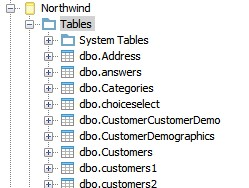 Northwind
Tables
System Tables
dbo.Address
dbo.answers
dbo.Categories
dbo.choiceselect
dbo.CustomerCustomerDemo
dbo.CustomerDemographics
dbo.Customers
dbo.customers1
dbo.customers2